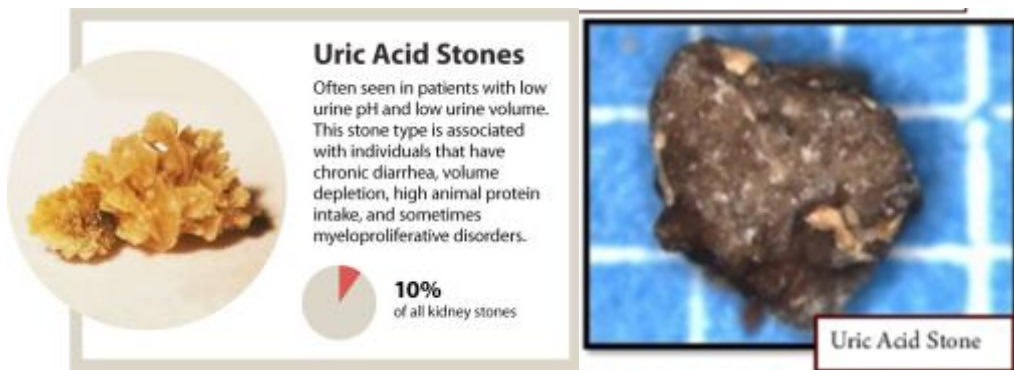 Uric Acid Stones
Often seen in patients with low
urine pH and low urine volume.
This stone type is associated
with individuals that have
chronic diarrhea, volume
depletion, high animal protein
intake, and sometimes
myeloproliferative disorders.
10%
of all kidney stones
Uric Acid Stone